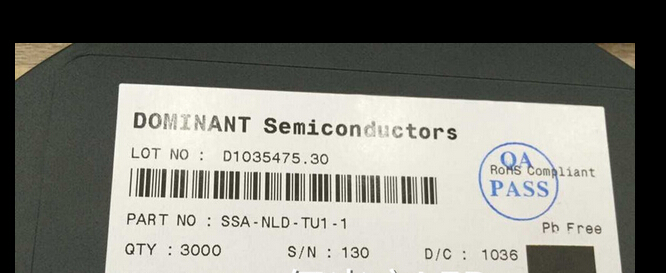 DOMINANT Semiconductors
LOT NO : D1035475.30
QA
RoHS Compliant
PASS
PART NO : SSA-NLD-TU1-1
Pb Free
QTY : 3000 S/N : 130 D/C : 1036